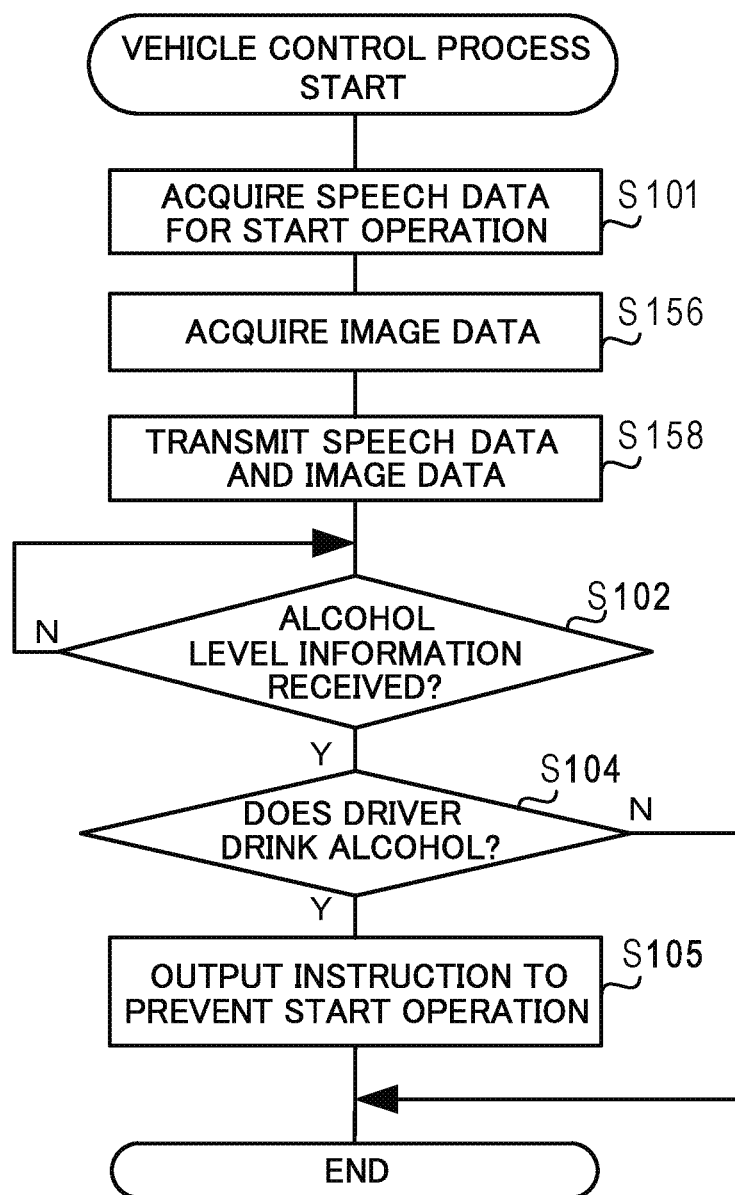 VEHICLE CONTROL PROCESS
START
ACQUIRE SPEECH DATA
FOR START OPERATION
S101
ACQUIRE IMAGE DATA
S156
TRANSMIT SPEECH DATA
AND IMAGE DATA
S158
ALCOHOL
LEVEL INFORMATION
RECEIVED?
S102
N
Y
DOES DRIVER
DRINK ALCOHOL?
S104
N
Y
OUTPUT INSTRUCTION TO
PREVENT START OPERATION
S105
END